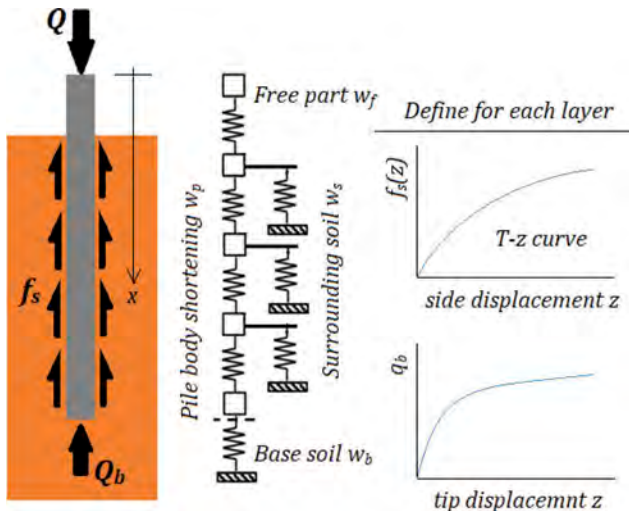 Q
f_s
x
Q_b
Pile body shortening w_p
Free part w_f
Surrounding soil w_s
Base soil w_b
Define for each layer
f_s(z)
T-z curve
side displacement z
q_b
tip displacemnt z